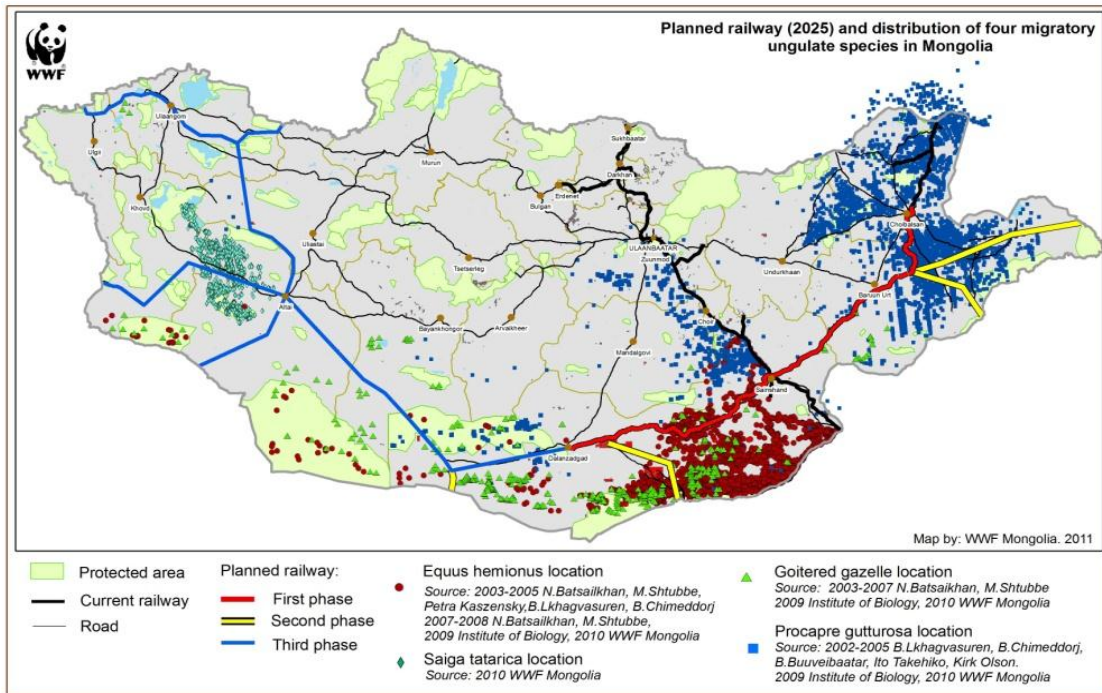 WWF
Planned railway (2025) and distribution of four migratory
ungulate species in Mongolia
Ulaangom
Ulgii
Khovd
Murun
Sukhbaatar
Darkhan
Erdenet
Bulgan
Uliastai
Tsetserleg
ULAANBAATAR
Zuunmod
Undurkhaan
Choibalsan
Baruun Urt
Altai
Bayankhongor
Arvaikheer
Choir
Mandalgovi
Sainshand
Dalanzadgad
Map by: WWF Mongolia. 2011
Protected area
Current railway
Road
Planned railway:
First phase
Second phase
Third phase
Equus hemionus location
Source: 2003-2005 N.Batsailkhan, M.Shtubbe,
Petra Kaszensky,B.Lkhagvasuren, B.Chimeddorj
2007-2008 N.Batsailkhan, M.Shtubbe,
2009 Institute of Biology, 2010 WWF Mongolia
Saiga tatarica location
Source: 2010 WWF Mongolia
Goitered gazelle location
Source: 2003-2007 N.Batsaikhan, M.Shtubbe
2009 Institute of Biology, 2010 WWF Mongolia
Procapre gutturosa location
Source: 2002-2005 B.Lkhagvasuren, B.Chimeddorj,
B.Buuveibaatar, Ito Takehiko, Kirk Olson.
2009 Institute of Biology, 2010 WWF Mongolia